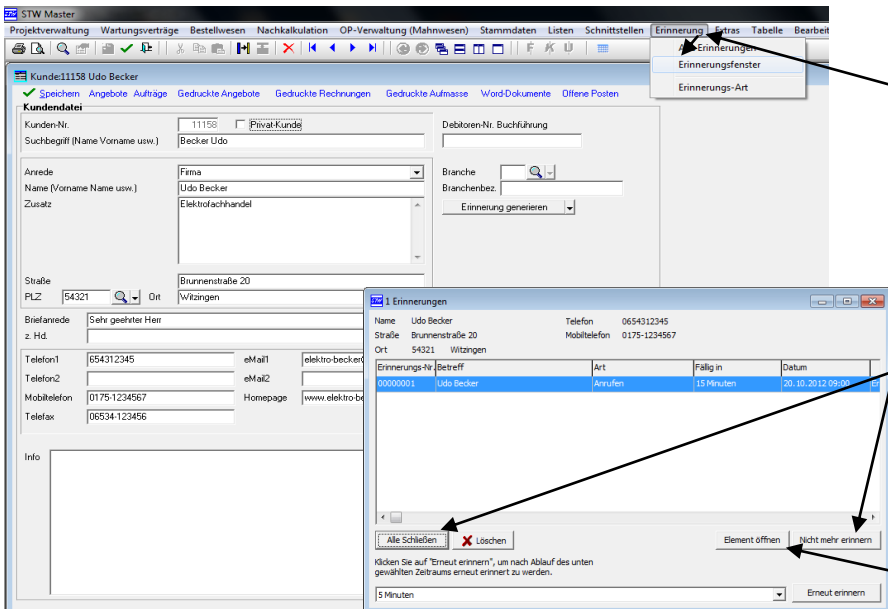 STW Master
Projektverwaltung Wartungsverträge Bestellwesen Nachkalkulation OP-Verwaltung (Mahnwesen) Stammdaten Listen Schnittstellen Erinnerung Extras Tabelle Bearbeit
F K U
Erinnerungen
Erinnerungsfenster
Erinnerungs-Art
Kunde:11158 Udo Becker
Speichern Angebote Aufträge Gedruckte Angebote Gedruckte Rechnungen Gedruckte Aufmasse Word-Dokumente Offene Posten
Kundendatei
Kunden-Nr. 11158 Privat-Kunde Debitoren-Nr. Buchführung
Suchbegriff (Name Vorname usw.) Becker Udo
Anrede Firma Branche
Name (Vorname Name usw.) Udo Becker Branchenbez.
Zusatz Elektrofachhandel Erinnerung generieren
Straße Brunnenstraße 20
PLZ 54321 Ort Witzingen
Briefanrede Sehr geehrter Herr
z. Hd.
Telefon1 654312345 eMail1 elektro-becker
Telefon2 eMail2
Mobiltelefon 0175-1234567 Homepage www.elektro-be
Telefax 06534-123456
Info
1 Erinnerungen
Name Udo Becker Telefon 0654312345
Straße Brunnenstraße 20 Mobiltelefon 0175-1234567
Ort 54321 Witzingen
Erinnerungs-Nr. Betreff Art Fällig in Datum
00000001 Udo Becker Anrufen 15 Minuten 20.10.2012 09:00 Er
Alle Schließen Löschen Element öffnen Nicht mehr erinnern
Klicken Sie auf "Erneut erinnern", um nach Ablauf des unten
gewählten Zeitraums erneut erinnert zu werden.
5 Minuten Erneut erinnern